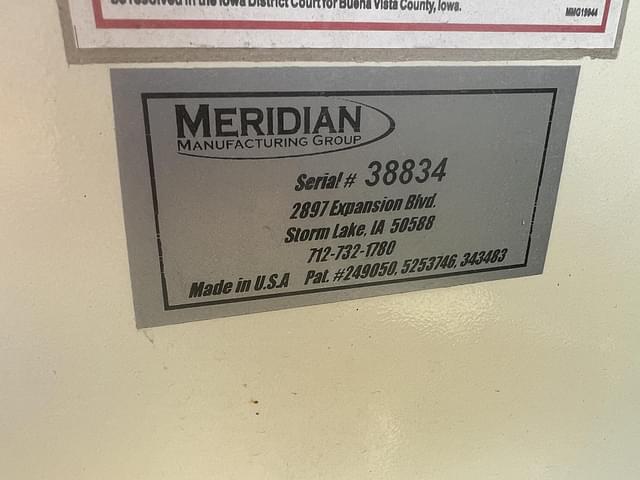 be resolved in the Iowa District Court for Buena Vista County, Iowa.
MMG19944
MERIDIAN
MANUFACTURING GROUP
Serial # 38834
2897 Expansion Blvd.
Storm Lake, IA 50588
712-732-1780
Made in U.S.A Pat. #249050, 5253746, 343483